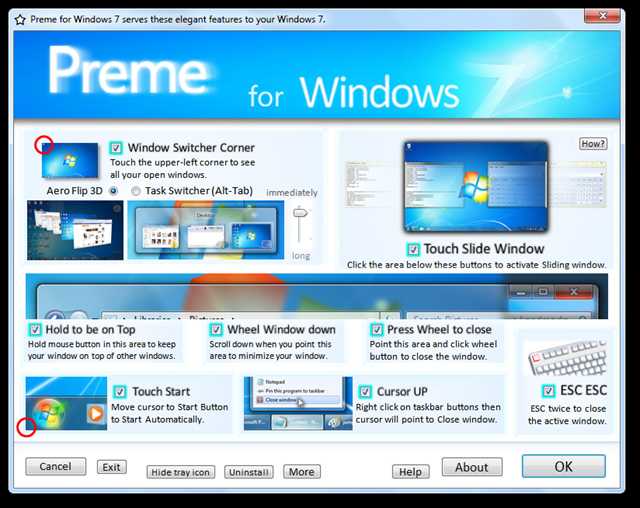 Preme for Windows 7 serves these elegant features to your Windows 7.
Preme for Windows 7
Window Switcher Corner
Touch the upper-left corner to see
all your open windows.
Aero Flip 3D
Task Switcher (Alt-Tab)
immediately
long
Desktop
How?
Touch Slide Window
Click the area below these buttons to activate Sliding window.
Libraries
Pictures
Search Pictures
Hold to be on Top
Hold mouse button in this area to keep
your window on top of other windows.
Wheel Window down
Scroll down when you point this
area to minimize your window.
Press Wheel to close
Point this area and click wheel
button to close the window.
Touch Start
Move cursor to Start Button
to Start Automatically.
Notepad
Pin this program to taskbar
Close window
Cursor UP
Right click on taskbar buttons then
cursor will point to Close window.
ESC ESC
ESC twice to close
the active window.
Cancel
Exit
Hide tray icon
Uninstall
More
Help
About
OK